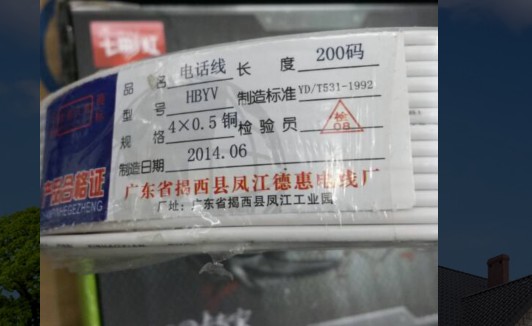 七彩虹
品名 电话线 长度 200码
型号 HBYV 制造标准 YD/T531-1992
规格 4×0.5铜 检验员 检 08
制造日期 2014.06
产品合格证
广东省揭西县凤江德惠电线厂
厂址:广东省揭西县凤江工业园